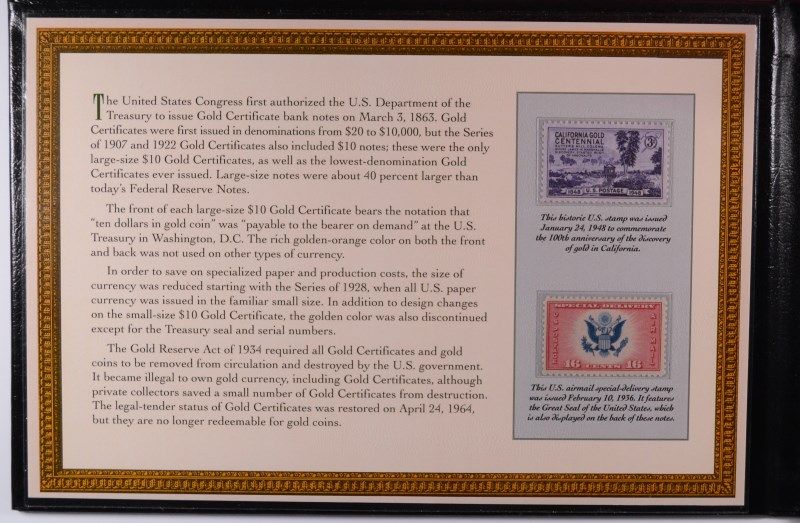 The United States Congress first authorized the U.S. Department of the
Treasury to issue Gold Certificate bank notes on March 3, 1863. Gold
Certificates were first issued in denominations from $20 to $10,000, but the Series
of 1907 and 1922 Gold Certificates also included $10 notes; these were the only
large-size $10 Gold Certificates, as well as the lowest-denomination Gold
Certificates ever issued. Large-size notes were about 40 percent larger than
today's Federal Reserve Notes.
The front of each large-size $10 Gold Certificate bears the notation that
"ten dollars in gold coin" was "payable to the bearer on demand" at the U.S.
Treasury in Washington, D.C. The rich golden-orange color on both the front
and back was not used on other types of currency.
In order to save on specialized paper and production costs, the size of
currency was reduced starting with the Series of 1928, when all U.S. paper
currency was issued in the familiar small size. In addition to design changes
on the small-size $10 Gold Certificate, the golden color was also discontinued
except for the Treasury seal and serial numbers.
The Gold Reserve Act of 1934 required all Gold Certificates and gold
coins to be removed from circulation and destroyed by the U.S. government.
It became illegal to own gold currency, including Gold Certificates, although
private collectors saved a small number of Gold Certificates from destruction.
The legal-tender status of Gold Certificates was restored on April 24, 1964,
but they are no longer redeemable for gold coins.
CALIFORNIA GOLD
CENTENNIAL
3¢
1848 U.S. POSTAGE 1948
This historic U.S. stamp was issued
January 24, 1948 to commemorate
the 100th anniversary of the discovery
of gold in California.
SPECIAL DELIVERY
AIR MAIL
16 CENTS 16
This U.S. airmail special-delivery stamp
was issued February 10, 1936. It features
the Great Seal of the United States, which
is also displayed on the back of these notes.